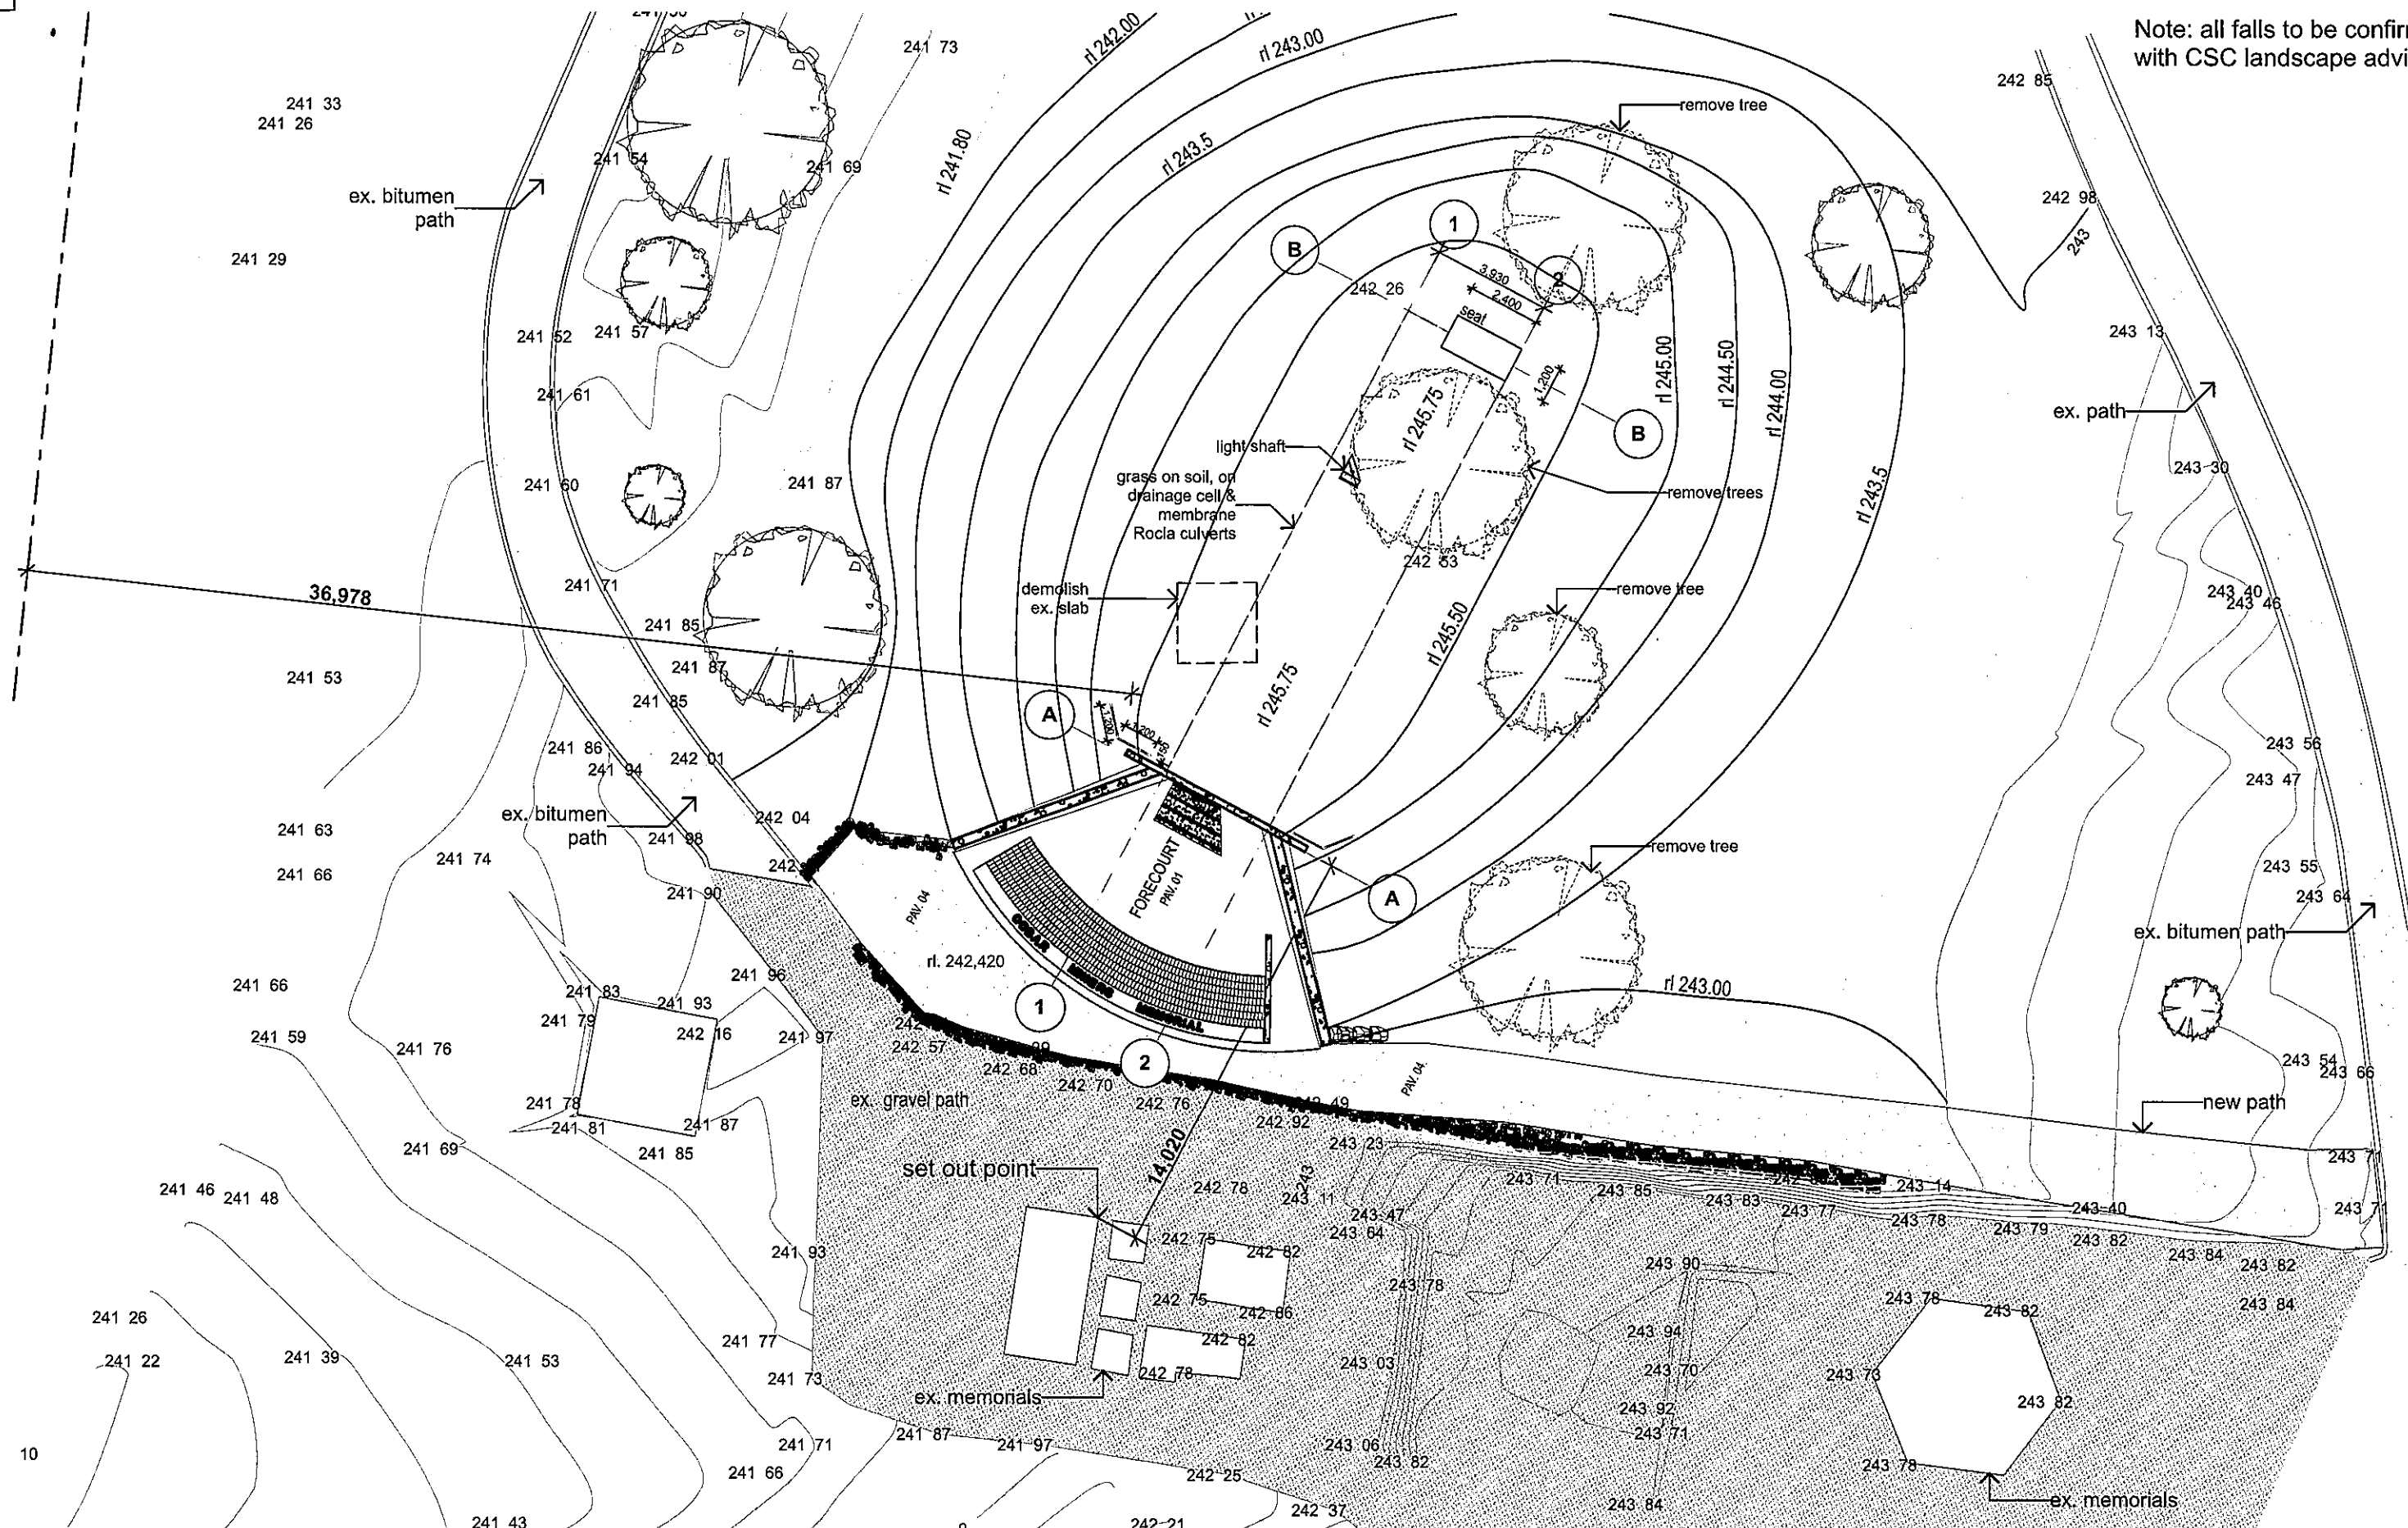 Note: all falls to be
with CSC landscape
rl 242.00
rl 243.00
241 73
242 85
241 33
241 26
remove tree
rl 241.80
rl 243.5
241 54
241 69
ex. bitumen
path
242 98
243
241 29
B
1
2
3.930
2.400
242 26
seat
241 52
241 57
243 13
1.200
rl 245.00
rl 244.50
rl 244.00
241 61
ex. path
rl 245.75
B
light shaft
243 30
grass on soil, on
drainage cell &
membrane
Rocla culverts
241 60
241 87
remove trees
rl 243.5
242 53
241 71
36,978
demolish
ex. slab
remove tree
243 40
243 46
241 85
rl 245.50
241 87
241 53
rl 245.75
241 85
A
1.200
1.200
241 86
242 01
241 94
243 56
243 47
ex. bitumen
path
242 04
241 63
241 98
241 74
242
241 66
remove tree
243 55
243 64
241 90
PAV. 04
FORECOURT
PAV. 01
A
COBAR
MINERS
MEMORIAL
ex. bitumen path
rl. 242,420
241 96
241 66
241 83
241 93
rl 243.00
1
241 79
242 16
241 97
241 59
241 76
242 57
2
242 68
242 70
243 54
243 66
PAV. 04.
ex. gravel path
242 76
242 92
new path
241 78
241 81
241 87
241 69
241 85
243 23
14,020
set out point
243
241 46
241 48
242 78
243 11
243 71
243 85
243 83
243 77
243 14
243 40
243 47
243 64
243 78
243 79
243 82
243 84
243 82
241 93
242 75
242 82
243 90
243 78
242 75
242 86
243 78
243 82
243 84
241 26
241 77
242 82
243 94
241 22
241 39
241 53
243 03
243 70
241 73
242 78
243 73
ex. memorials
243 92
243 82
241 87
241 97
243 71
10
241 71
243 06
243 82
241 66
242 25
243 78
242 37
243 84
ex. memorials
241 43
242 21